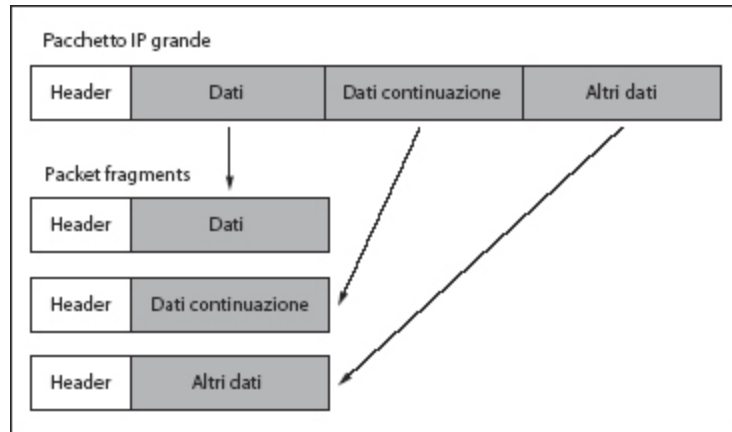 Pacchetto IP grande
Header Dati Dati continuazione Altri dati
Packet fragments
Header Dati
Header Dati continuazione
Header Altri dati